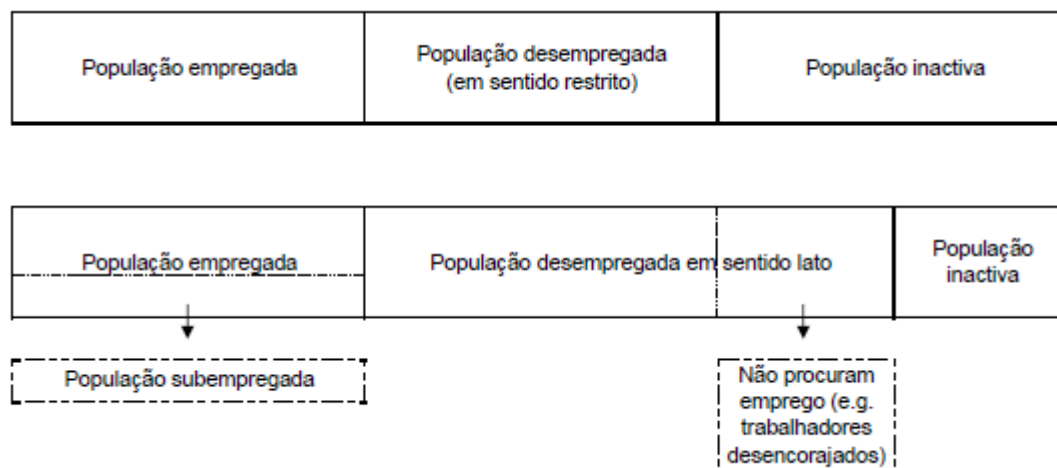 População empregada
População desempregada
(em sentido restrito)
População inactiva
População empregada
População desempregada em sentido lato
População
inactiva
População subempregada
Não procuram
emprego (e.g.
trabalhadores
desencorajados)